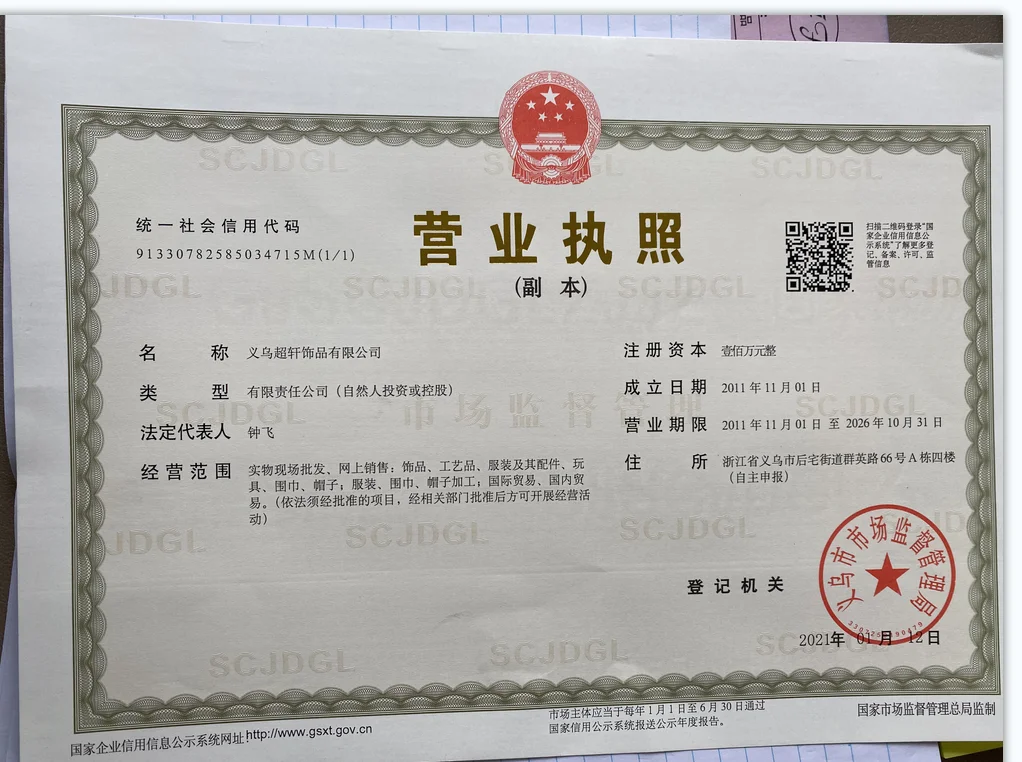 统一社会信用代码
91330782585034715M(1/1)
营业执照
(副 本)
扫描二维码登录“国
家企业信用信息公
示系统”了解更多登
记、备案、许可、监
管信息
名 称 义乌超轩饰品有限公司
类 型 有限责任公司（自然人投资或控股）
法定代表人 钟飞
经营范围 实物现场批发、网上销售：饰品、工艺品、服装及其配件、玩
具、围巾、帽子；服装、围巾、帽子加工；国际贸易、国内贸
易。（依法须经批准的项目，经相关部门批准后方可开展经营活
动）
注册资本 壹佰万元整
成立日期 2011年11月01日
营业期限 2011年11月01日 至 2026年10月31日
住 所 浙江省义乌市后宅街道群英路66号A栋四楼
（自主申报）
登记机关
义乌市市场监督管理局
2021年 01月 12日
国家企业信用信息公示系统网址:http://www.gsxt.gov.cn
市场主体应当于每年1月1日至6月30日通过
国家信用公示系统报送公示年度报告。
国家市场监督管理总局监制
SCJDGL